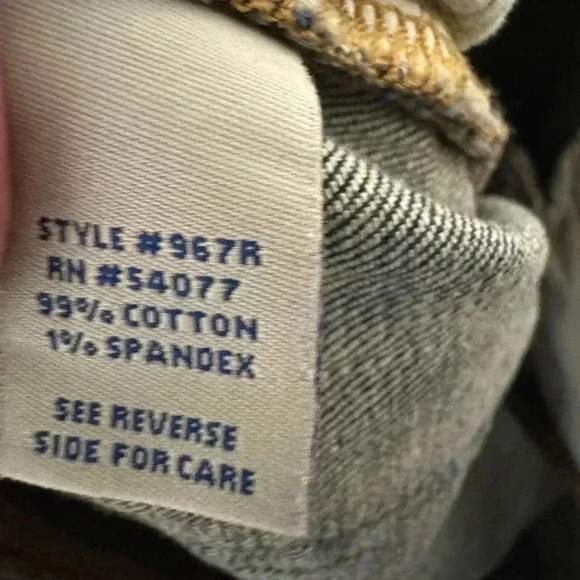 STYLE #967R
RN #54077
99% COTTON
1% SPANDEX
SEE REVERSE
SIDE FOR CARE